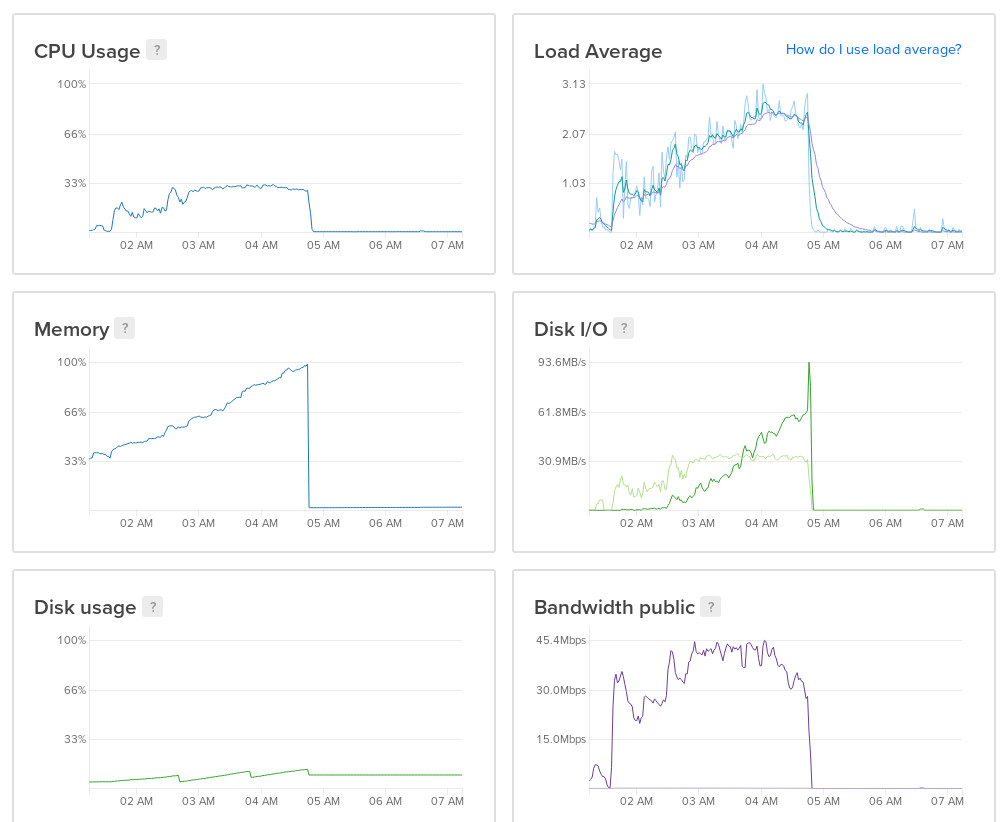 CPU Usage ?
100%
66%
33%
02 AM 03 AM 04 AM 05 AM 06 AM 07 AM
Load Average How do I use load average?
3.13
2.07
1.03
02 AM 03 AM 04 AM 05 AM 06 AM 07 AM
Memory ?
100%
66%
33%
02 AM 03 AM 04 AM 05 AM 06 AM 07 AM
Disk I/O ?
93.6MB/s
61.8MB/s
30.9MB/s
02 AM 03 AM 04 AM 05 AM 06 AM 07 AM
Disk usage ?
100%
66%
33%
02 AM 03 AM 04 AM 05 AM 06 AM 07 AM
Bandwidth public ?
45.4Mbps
30.0Mbps
15.0Mbps
02 AM 03 AM 04 AM 05 AM 06 AM 07 AM